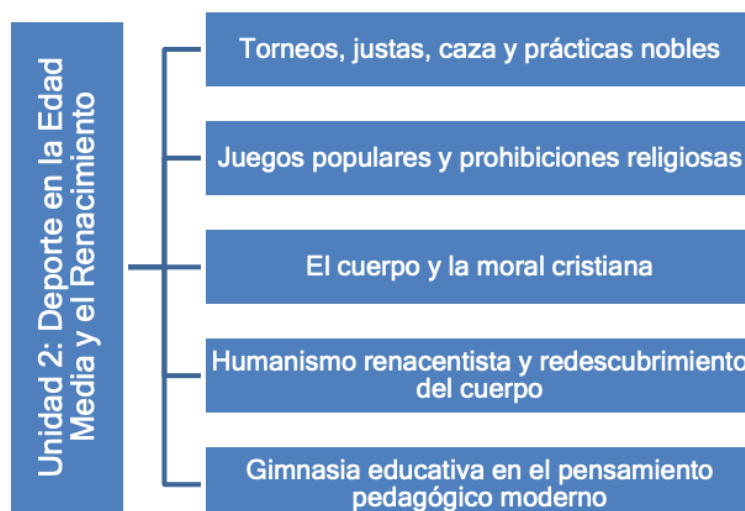 Unidad 2: Deporte en la Edad
Media y el Renacimiento
Torneos, justas, caza y prácticas nobles
Juegos populares y prohibiciones religiosas
El cuerpo y la moral cristiana
Humanismo renacentista y redescubrimiento
del cuerpo
Gimnasia educativa en el pensamiento
pedagógico moderno